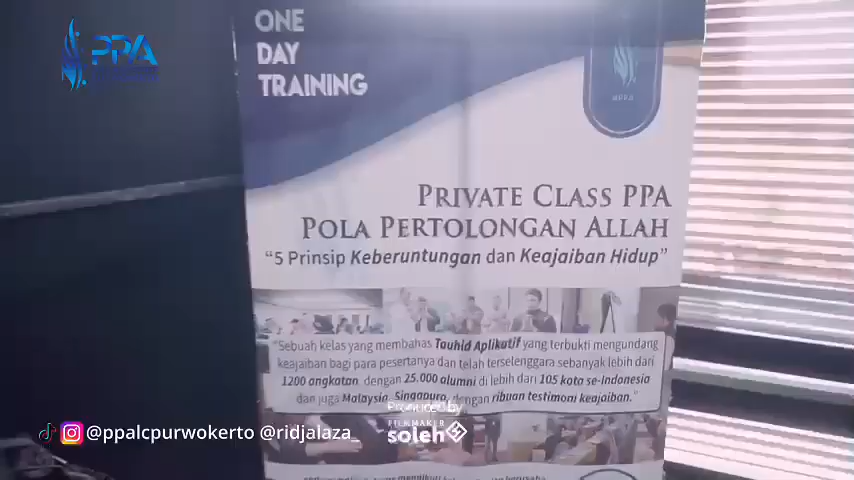 PPA
ONE
DAY
TRAINING
PRIVATE CLASS PPA
POLA PERTOLONGAN ALLAH
“5 Prinsip Keberuntungan dan Keajaiban Hidup”
“Sebuah kelas yang membahas Tauhid Aplikatif yang terbukti mengundang
keajaiban bagi para pesertanya dan telah terselenggara sebanyak lebih dari
1200 angkatan dengan 25.000 alumni di lebih dari 105 kota se-Indonesia
dan juga Malaysia, Singapura, dengan ribuan testimoni keajaiban.”
Produced by
FILMMAKER
soleh
@ppalcpurwokerto @ridjalaza_